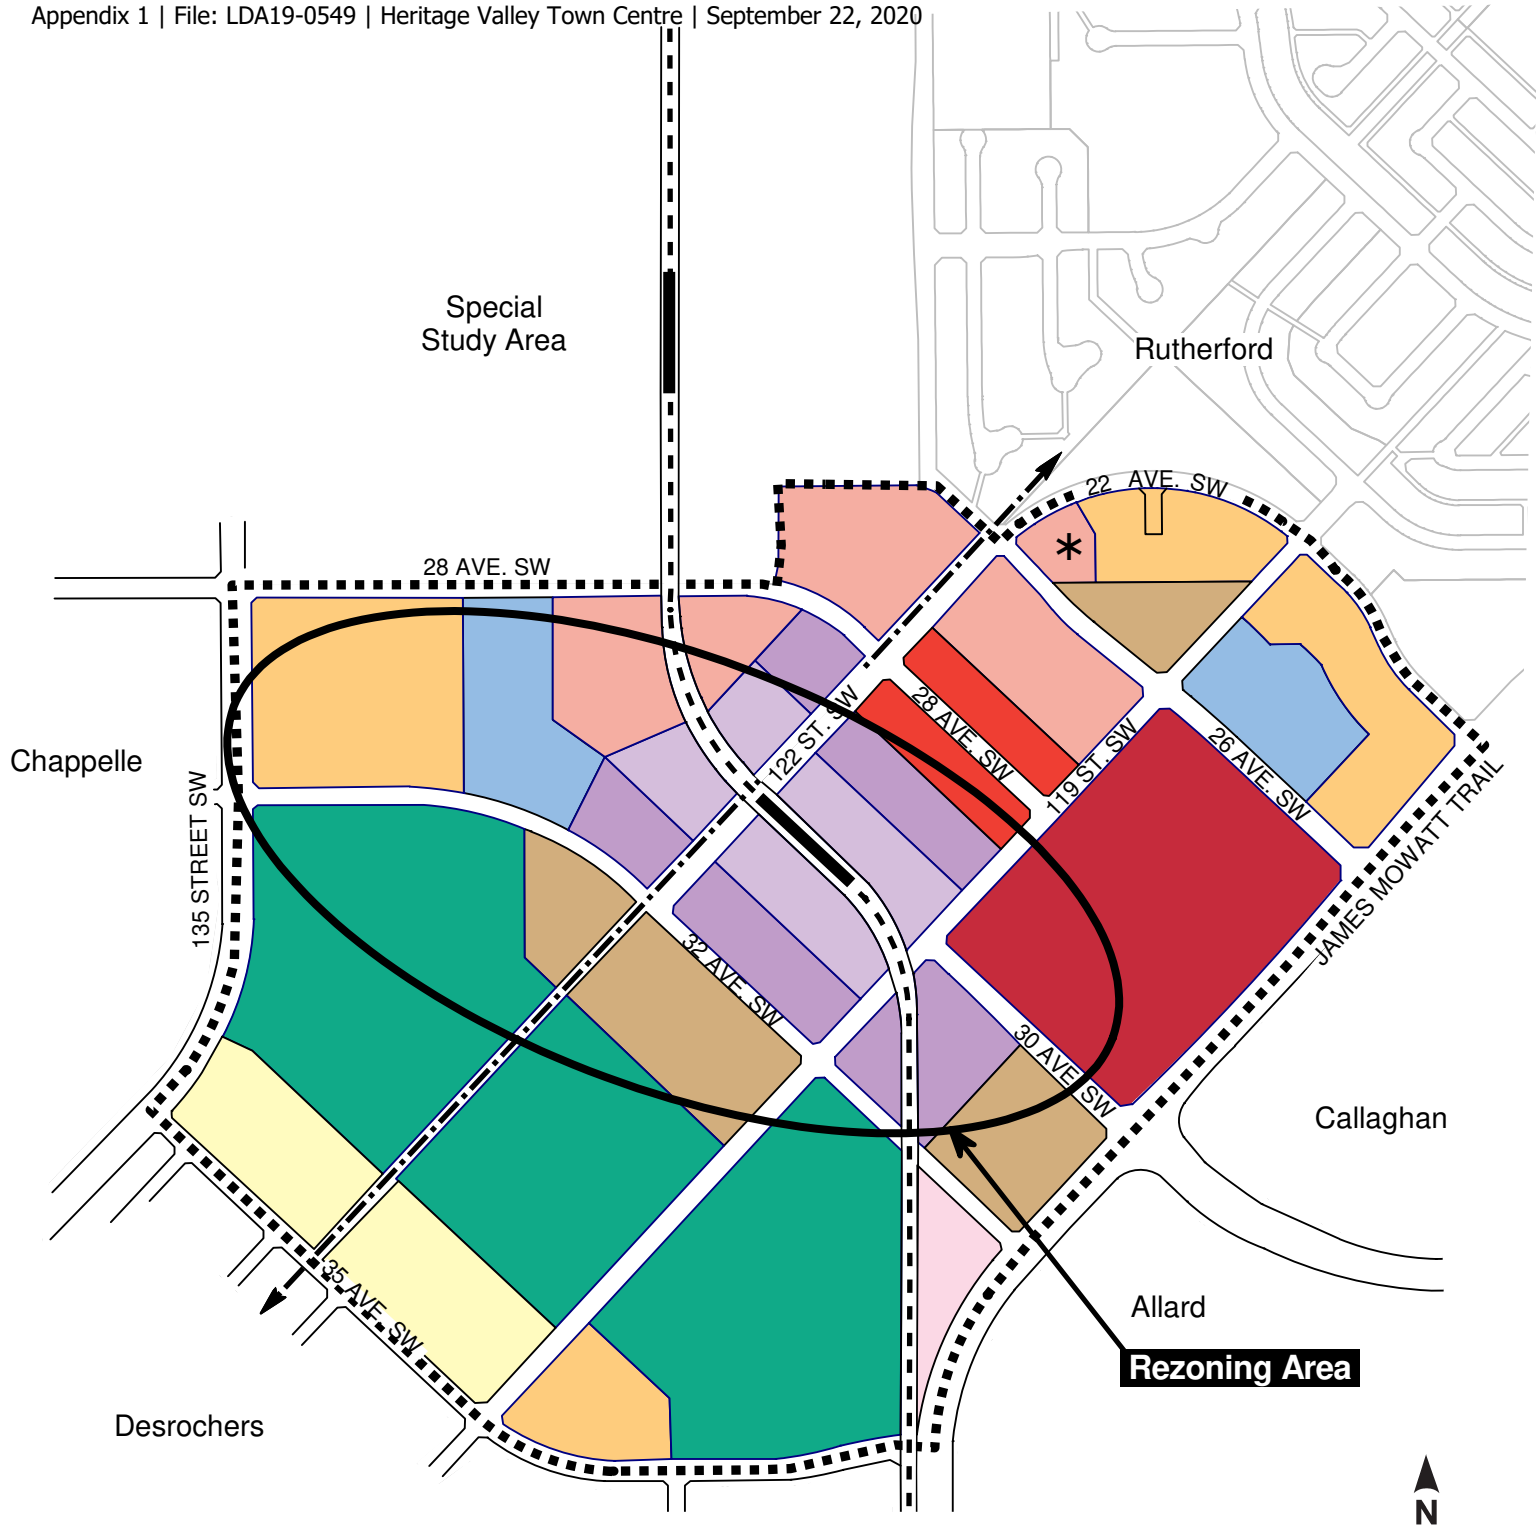 Appendix 1 | File: LDA19-0549 | Heritage Valley Town Centre | September 22, 2020
Special
Study Area
Rutherford
22 AVE. SW
*
28 AVE. SW
Chappelle
122 ST. SW
28 AVE. SW
119 ST. SW
26 AVE. SW
JAMES MOWATT TRAIL
135 STREET SW
32 AVE. SW
30 AVE. SW
Callaghan
35 AVE. SW
Allard
Rezoning Area
Desrochers
N